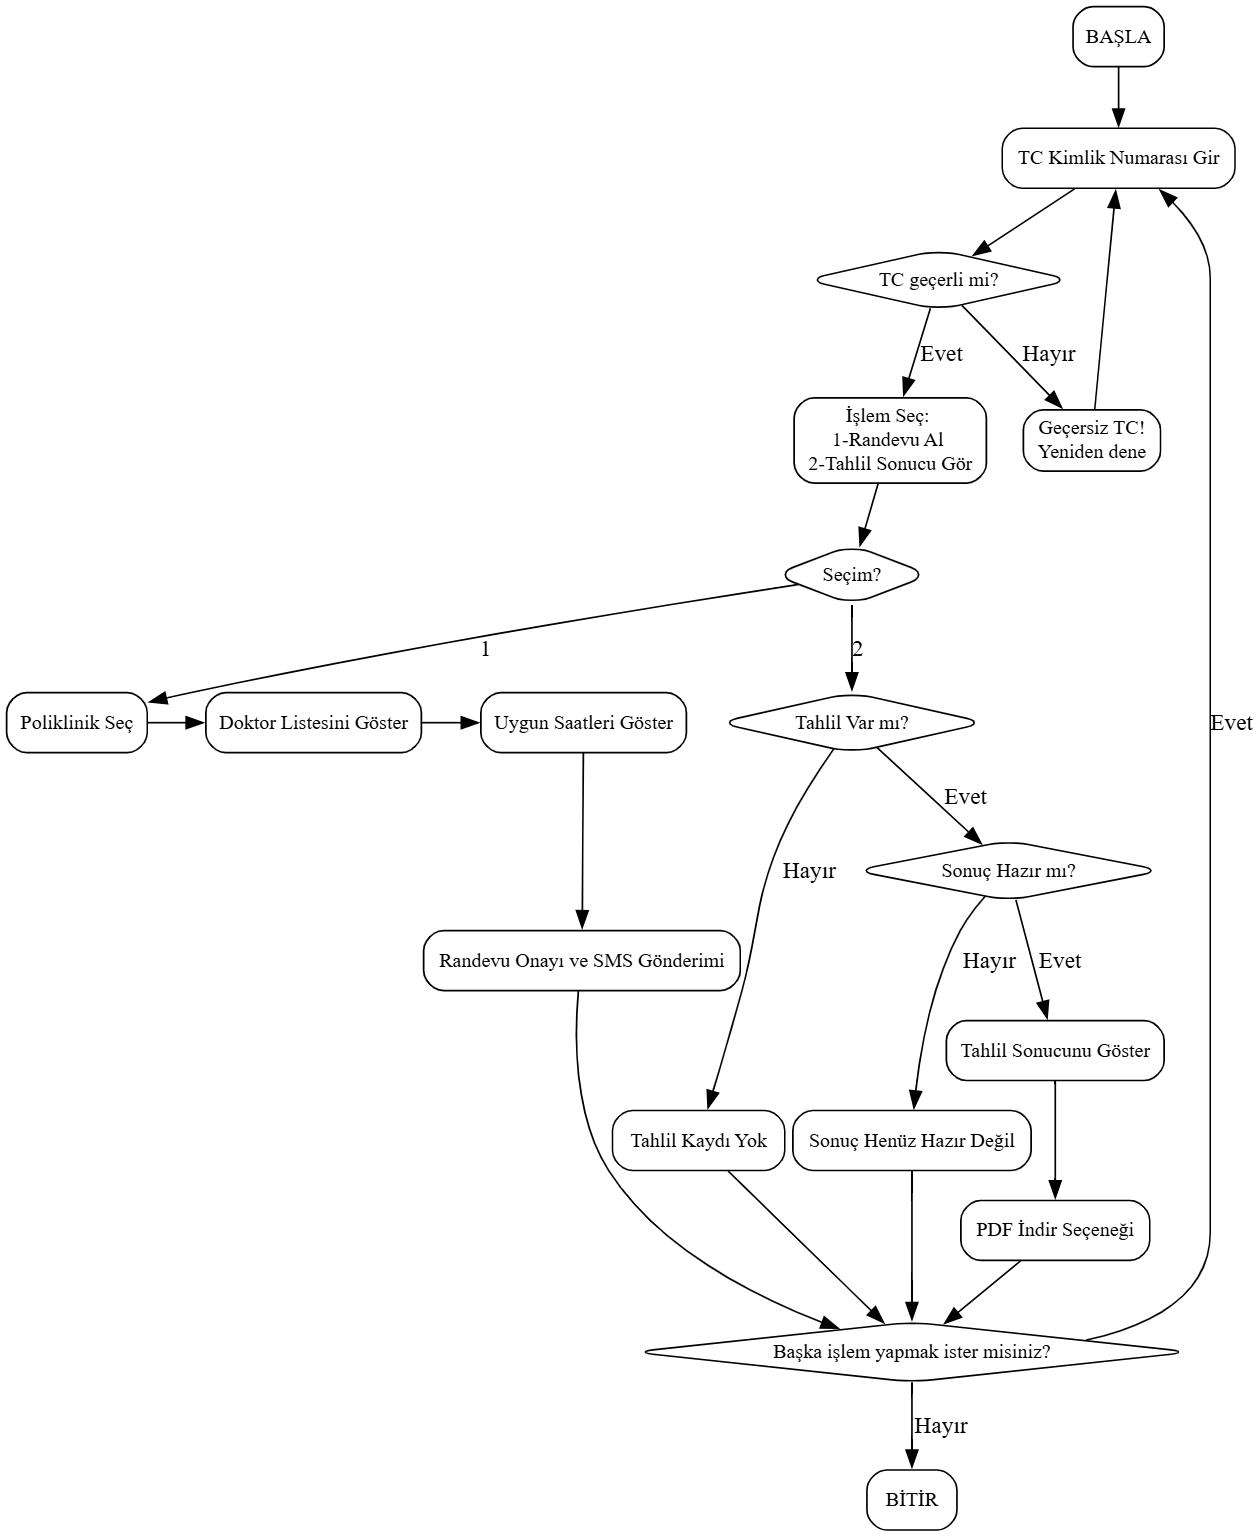 BAŞLA
TC Kimlik Numarası Gir
TC geçerli mi?
Evet
Hayır
İşlem Seç:
1-Randevu Al
2-Tahlil Sonucu Gör
Geçersiz TC!
Yeniden dene
Seçim?
1
2
Poliklinik Seç
Doktor Listesini Göster
Uygun Saatleri Göster
Tahlil Var mı?
Evet
Evet
Hayır
Sonuç Hazır mı?
Randevu Onayı ve SMS Gönderimi
Hayır
Evet
Tahlil Sonucunu Göster
Tahlil Kaydı Yok
Sonuç Henüz Hazır Değil
PDF İndir Seçeneği
Başka işlem yapmak ister misiniz?
Hayır
BİTİR